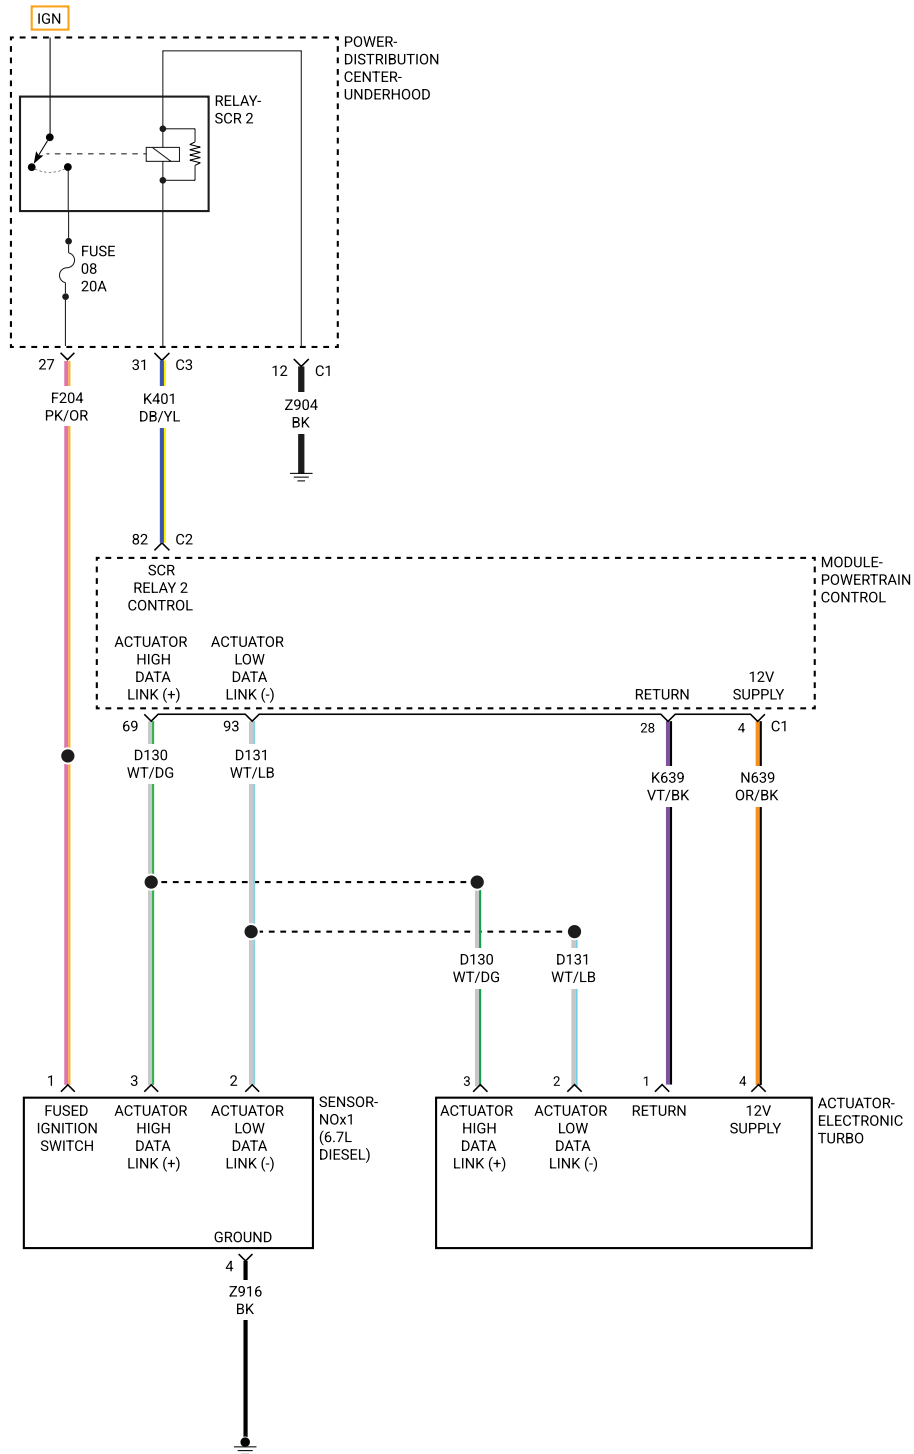 IGN
POWER-
DISTRIBUTION
CENTER-
UNDERHOOD
RELAY-
SCR 2
FUSE
08
20A
27
31 C3
12 C1
F204
PK/OR
K401
DB/YL
Z904
BK
82 C2
MODULE-
POWERTRAIN
CONTROL
SCR
RELAY 2
CONTROL
ACTUATOR
HIGH
DATA
LINK (+)
ACTUATOR
LOW
DATA
LINK (-)
RETURN
12V
SUPPLY
69
93
28
4 C1
D130
WT/DG
D131
WT/LB
K639
VT/BK
N639
OR/BK
D130
WT/DG
D131
WT/LB
1
3
2
3
2
1
4
FUSED
IGNITION
SWITCH
ACTUATOR
HIGH
DATA
LINK (+)
ACTUATOR
LOW
DATA
LINK (-)
SENSOR-
NOx1
(6.7L
DIESEL)
ACTUATOR
HIGH
DATA
LINK (+)
ACTUATOR
LOW
DATA
LINK (-)
RETURN
12V
SUPPLY
ACTUATOR-
ELECTRONIC
TURBO
GROUND
4
Z916
BK